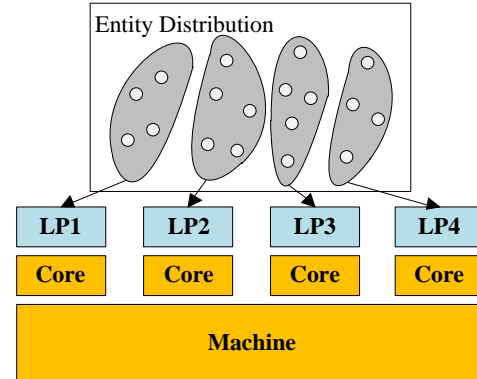 Entity Distribution
LP1 LP2 LP3 LP4
Core Core Core Core
Machine